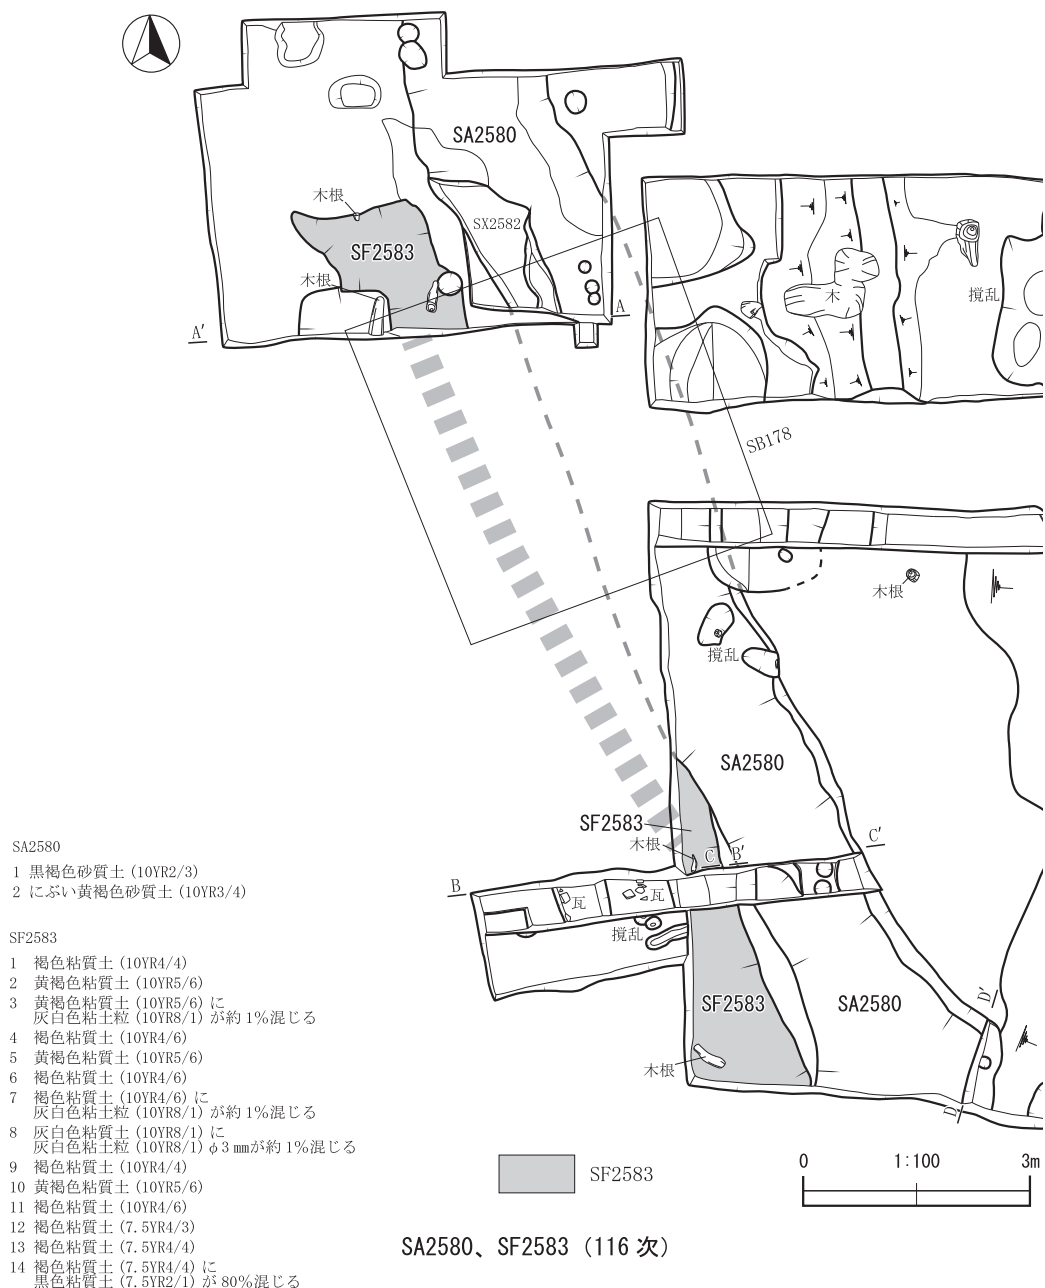 SA2580
木根
SX2582
SF2583
木根
A
A′
木
撹乱
SB178
木根
撹乱
SA2580
SF2583
木根
C
B′
C′
B
瓦
瓦
撹乱
SF2583
SA2580
D′
木根
D
SA2580
1 黒褐色砂質土 (10YR2/3)
2 にぶい黄褐色砂質土 (10YR3/4)
SF2583
1 褐色粘質土 (10YR4/4)
2 黄褐色粘質土 (10YR5/6)
3 黄褐色粘質土 (10YR5/6) に
灰白色粘土粒 (10YR8/1) が約 1%混じる
4 褐色粘質土 (10YR4/6)
5 黄褐色粘質土 (10YR5/6)
6 褐色粘質土 (10YR4/6)
7 褐色粘質土 (10YR4/6) に
灰白色粘土粒 (10YR8/1) が約 1%混じる
8 灰白色粘質土 (10YR8/1) に
灰白色粘土粒 (10YR8/1) φ3 ㎜が約 1%混じる
9 褐色粘質土 (10YR4/4)
10 黄褐色粘質土 (10YR5/6)
11 褐色粘質土 (10YR4/6)
12 褐色粘質土 (7.5YR4/3)
13 褐色粘質土 (7.5YR4/4)
14 褐色粘質土 (7.5YR4/4) に
黒色粘質土 (7.5YR2/1) が 80%混じる
SF2583
0 1:100 3m
SA2580、SF2583（116 次）